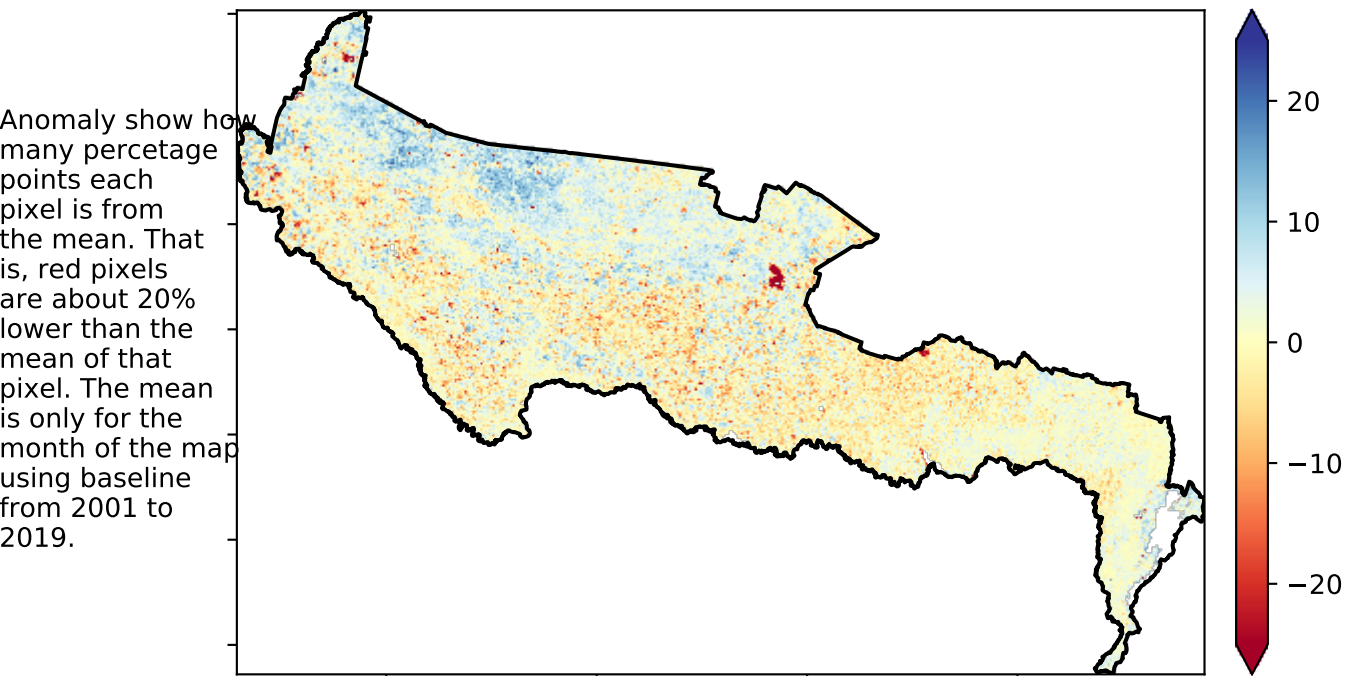 Anomaly show how
many percetage
points each
pixel is from
the mean. That
is, red pixels
are about 20%
lower than the
mean of that
pixel. The mean
is only for the
month of the map
using baseline
from 2001 to
2019.
20
10
0
−10
−20